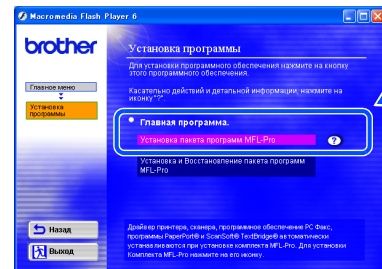 Macromedia Flash Player 6
brother
Установка программы
Для установки программного обеспечения нажмите на кнопку
этого программного обеспечения.
Касательно действий и детальной информации, нажмите на
иконку"?".
Главное меню
Установка
программы
Главная программа.
Установка пакета программ MFL-Pro
?
Установка и Восстановление пакета программ
MFL-Pro
Назад
Выход
Драйвер принтера, сканера, программное обеспечение PC Факс,
программы PaperPort® и ScanSoft® TextBridge® автоматически
устанавливаются при установке комплекта MFL-Pro. Для установки
Комплекта MFL-Pro нажмите на его иконку.